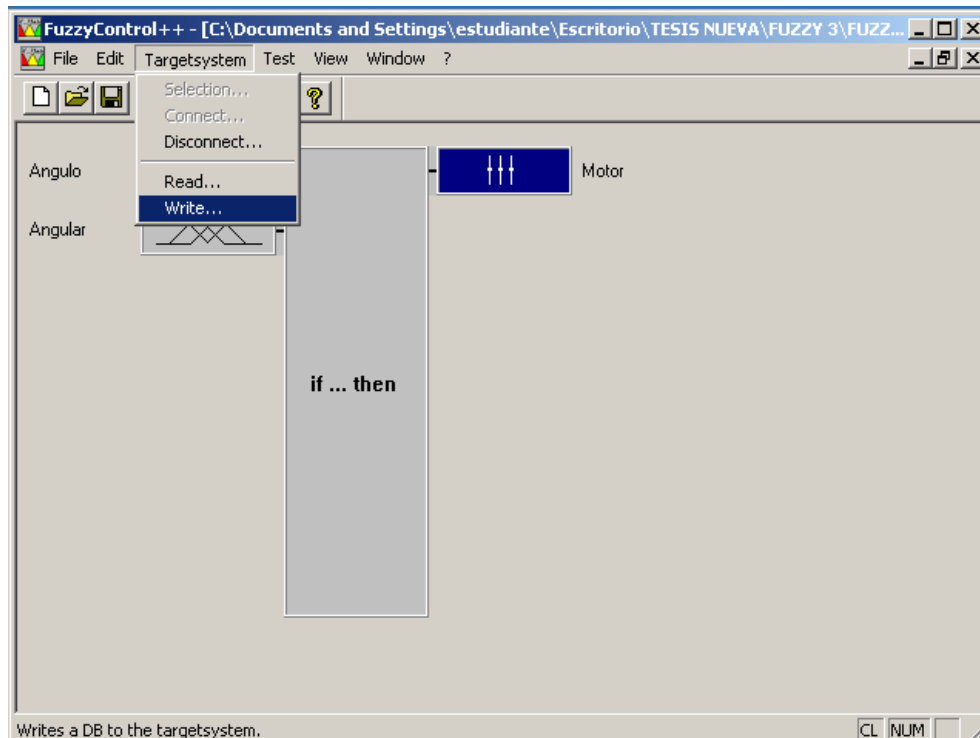 FuzzyControl++ - [C:\Documents and Settings\estudiante\Escritorio\TESIS NUEVA\FUZZY 3\FUZZ...
File Edit Targetsystem Test View Window ?
Selection...
Connect...
Disconnect...
Read...
Write...
Angulo
Motor
Angular
if ... then
Writes a DB to the targetsystem.
CL NUM